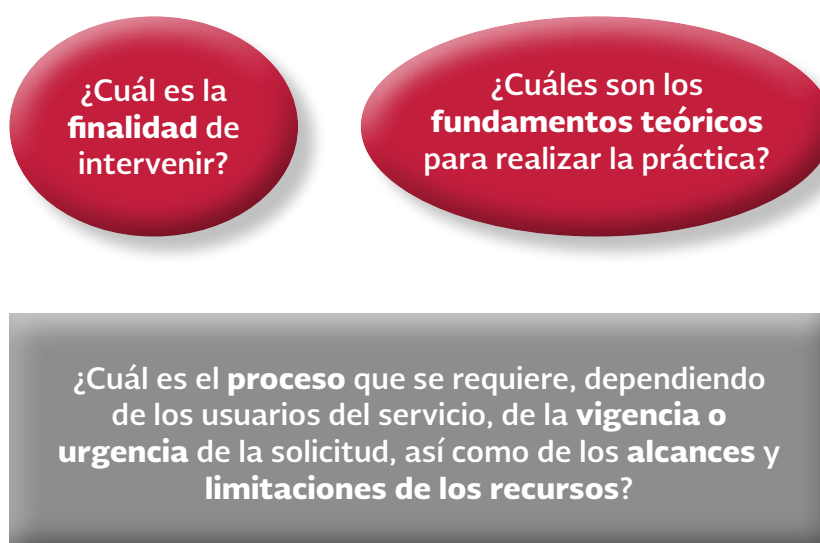 ¿Cuál es la
finalidad de
intervenir?
¿Cuáles son los
fundamentos teóricos
para realizar la práctica?
¿Cuál es el proceso que se requiere, dependiendo
de los usuarios del servicio, de la vigencia o
urgencia de la solicitud, así como de los alcances y
limitaciones de los recursos?